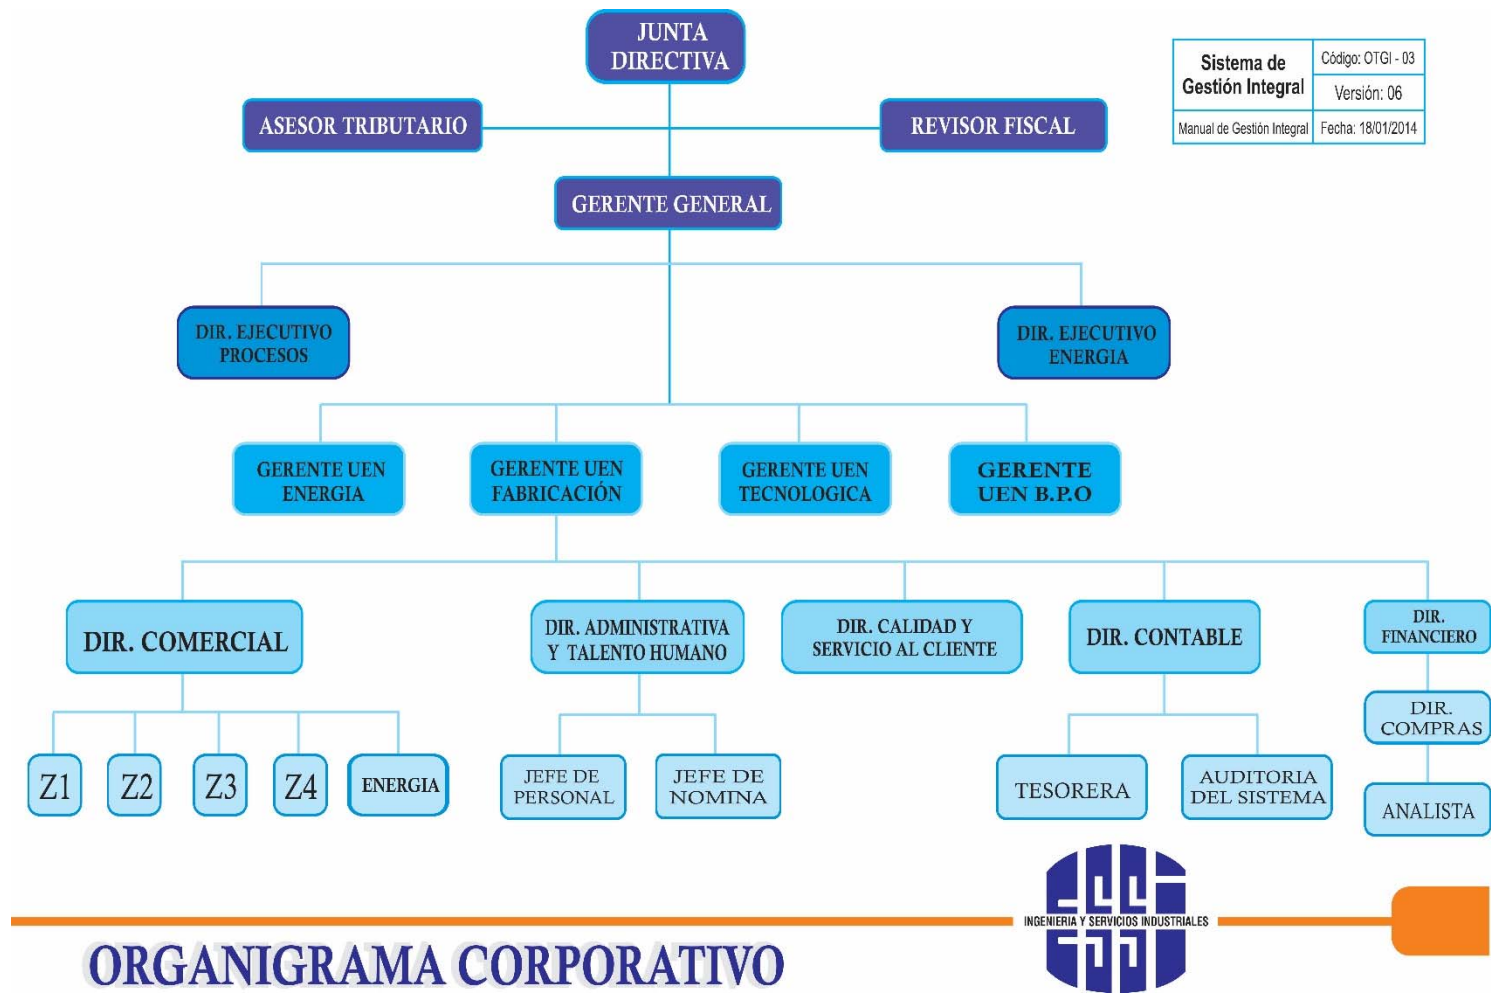 JUNTA
DIRECTIVA
Sistema de
Gestión Integral
Código: OTGI - 03
Versión: 06
Manual de Gestión Integral
Fecha: 18/01/2014
ASESOR TRIBUTARIO
REVISOR FISCAL
GERENTE GENERAL
DIR. EJECUTIVO
PROCESOS
DIR. EJECUTIVO
ENERGIA
GERENTE UEN
ENERGIA
GERENTE UEN
FABRICACIÓN
GERENTE UEN
TECNOLOGICA
GERENTE
UEN B.P.O
DIR. COMERCIAL
DIR. ADMINISTRATIVA
Y TALENTO HUMANO
DIR. CALIDAD Y
SERVICIO AL CLIENTE
DIR. CONTABLE
DIR.
FINANCIERO
DIR.
COMPRAS
Z1
Z2
Z3
Z4
ENERGIA
JEFE DE
PERSONAL
JEFE DE
NOMINA
TESORERA
AUDITORIA
DEL SISTEMA
ANALISTA
INGENIERIA Y SERVICIOS INDUSTRIALES
ORGANIGRAMA CORPORATIVO